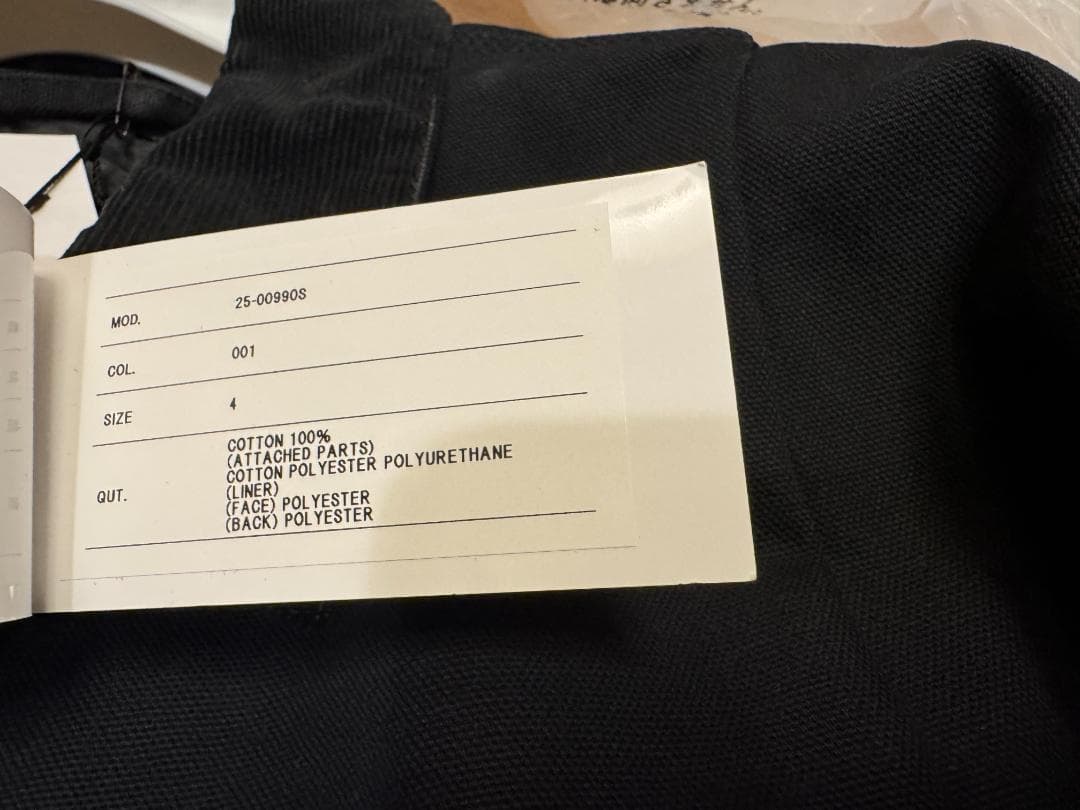 MOD. 25-00990S
COL. 001
SIZE 4
QUT. COTTON 100%
(ATTACHED PARTS)
COTTON POLYESTER POLYURETHANE
(LINER)
(FACE) POLYESTER
(BACK) POLYESTER